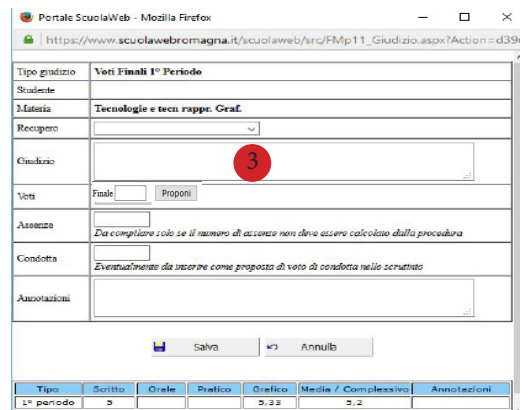 Portale ScuolaWeb - Mozilla Firefox
https://www.scuolawebromagna.it/scuolaweb/src/FMp11_Giudizio.aspx?Action=d39
Tipo giudizio Voti Finali 1° Periodo
Studente
Materia Tecnologie e tecn rappr. Graf.
Recupero
Giudizio 3
Voti Finale Proponi
Assenze
Da compilare solo se il numero di assenze non deve essere calcolato dalla procedura
Condotta
Eventualmente da inserire come proposta di voto di condotta nello scrutinio
Annotazioni
Salva Annulla
Tipo Scritto Orale Pratico Grafico Media / Complessivo Annotazioni
1° periodo 5 5,33 5,2